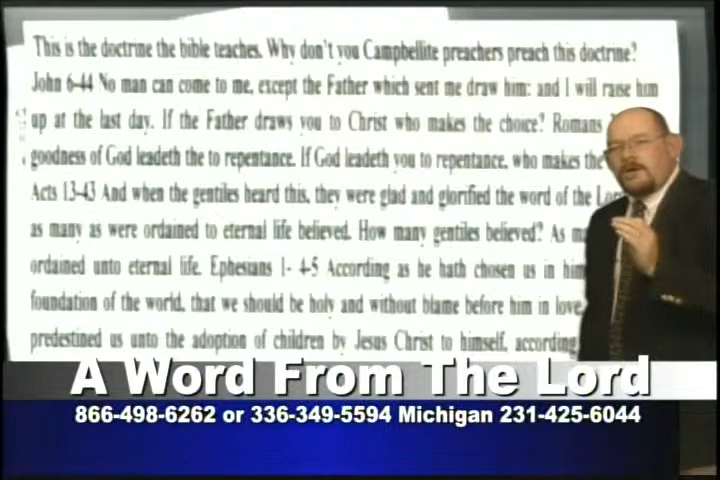 This is the doctrine the bible teaches. Why don't you Campbellite preachers preach this doctrine?
John 6-44 No man can come to me, except the Father which sent me draw him: and I will raise him
up at the last day. If the Father draws you to Christ who makes the choice? Romans
goodness of God leadeth the to repentance. If God leadeth you to repentance, who makes the
Acts 13-43 And when the gentiles heard this, they were glad and glorified the word of the
as many as were ordained to eternal life believed. How many gentiles believed? As
ordained unto eternal life. Ephesians 1- 4-5 According as he hath chosen us in him
foundation of the world, that we should be holy and without blame before him in love
predestined us unto the adoption of children by Jesus Christ to himself, according
A Word From The Lord
866-498-6262 or 336-349-5594 Michigan 231-425-6044